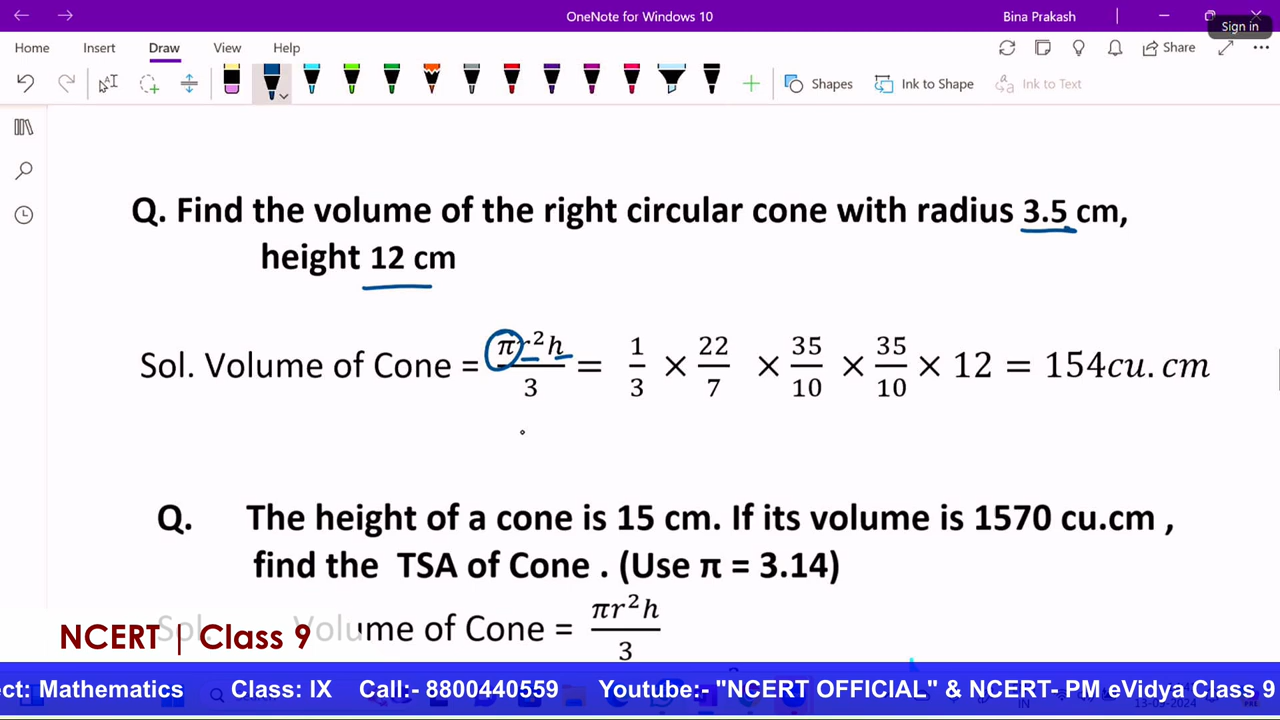 OneNote for Windows 10
Bina Prakash
Sign in
Home Insert Draw View Help
Share
Shapes
Ink to Shape
Ink to Text
Q. Find the volume of the right circular cone with radius 3.5 cm,
height 12 cm
Sol. Volume of Cone = πr²h/3 = 1/3 × 22/7 × 35/10 × 35/10 × 12 = 154cu.cm
Q. The height of a cone is 15 cm. If its volume is 1570 cu.cm ,
find the TSA of Cone . (Use π = 3.14)
Sol. Volume of Cone = πr²h/3
NCERT | Class 9
ect: Mathematics Class: IX Call:- 8800440559 Youtube:- "NCERT OFFICIAL" & NCERT- PM eVidya Class 9